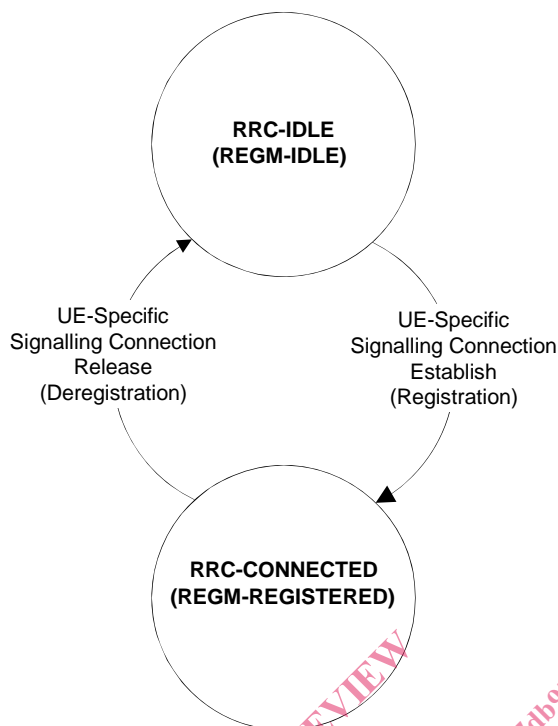 RRC-IDLE
(REGM-IDLE)
UE-Specific
Signalling Connection
Release
(Deregistration)
UE-Specific
Signalling Connection
Establish
(Registration)
RRC-CONNECTED
(REGM-REGISTERED)